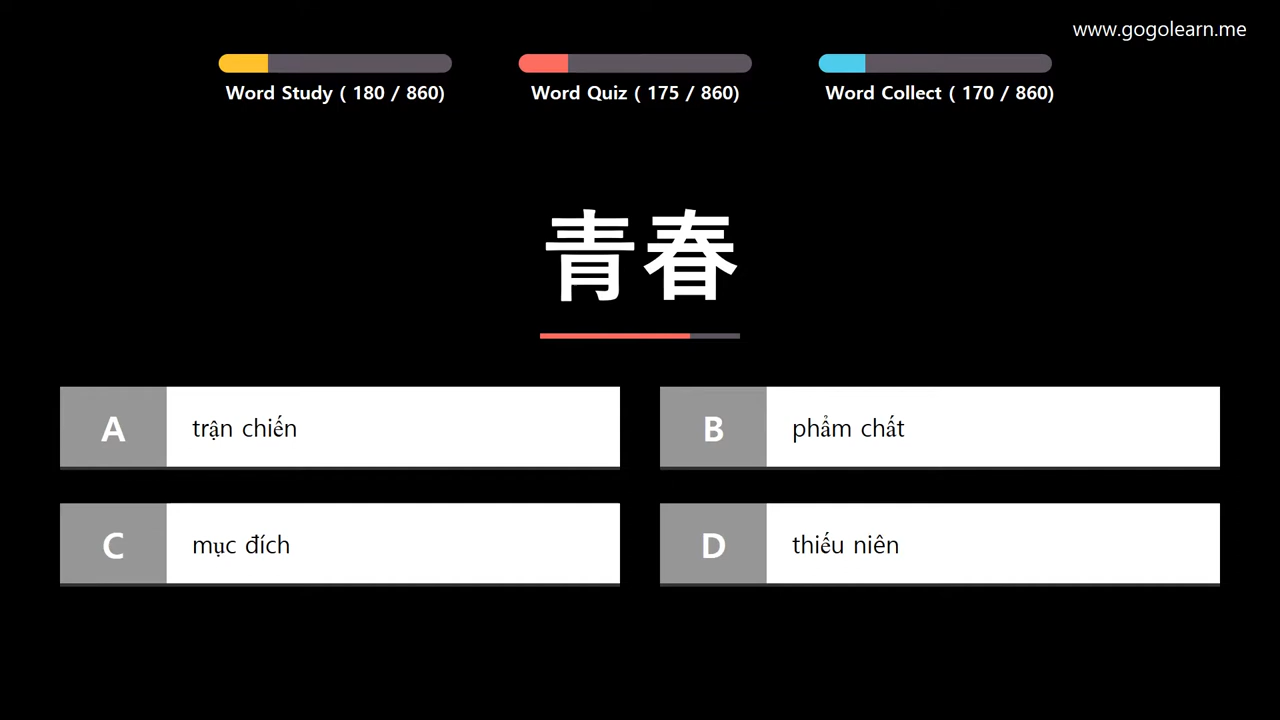 www.gogolearn.me
Word Study ( 180 / 860)
Word Quiz ( 175 / 860)
Word Collect ( 170 / 860)
青春
A trận chiến
B phẩm chất
C mục đích
D thiếu niên